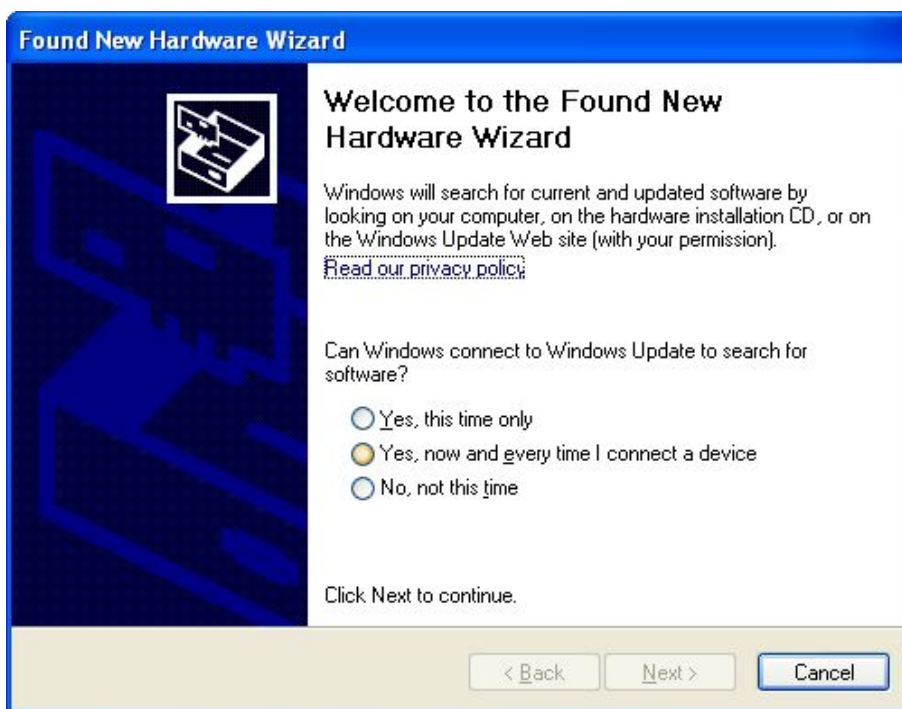 Found New Hardware Wizard
Welcome to the Found New
Hardware Wizard
Windows will search for current and updated software by
looking on your computer, on the hardware installation CD, or on
the Windows Update Web site (with your permission).
Read our privacy policy
Can Windows connect to Windows Update to search for
software?
Yes, this time only
Yes, now and every time I connect a device
No, not this time
Click Next to continue.
< Back Next > Cancel